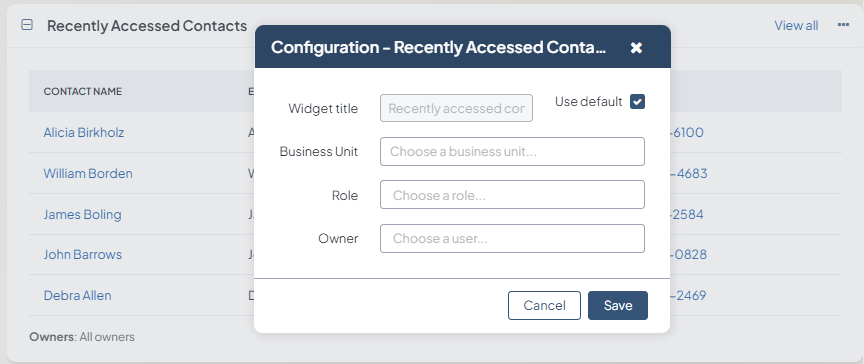 Recently Accessed Contacts
View all
Configuration - Recently Accessed Conta...
CONTACT NAME
E
Widget title
Recently accessed cor
Use default
Alicia Birkholz
A
-6100
Business Unit
Choose a business unit...
William Borden
W
-4683
Role
Choose a role...
James Boling
Ja
-2584
Owner
Choose a user...
John Barrows
Jo
-0828
Debra Allen
D
-2469
Cancel
Save
Owners: All owners